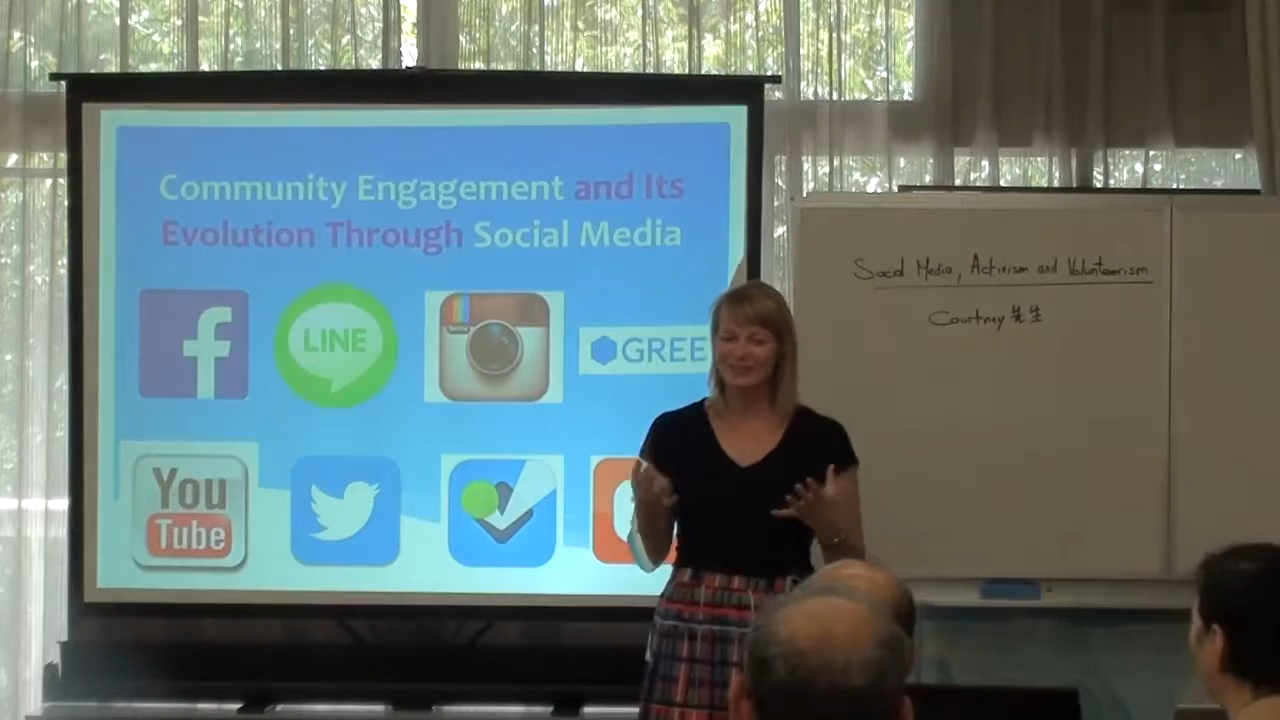 Community Engagement and Its
Evolution Through Social Media
f
LINE
GREE
You
Tube
Social Media, Activism and Volunteerism
Courtney 先生